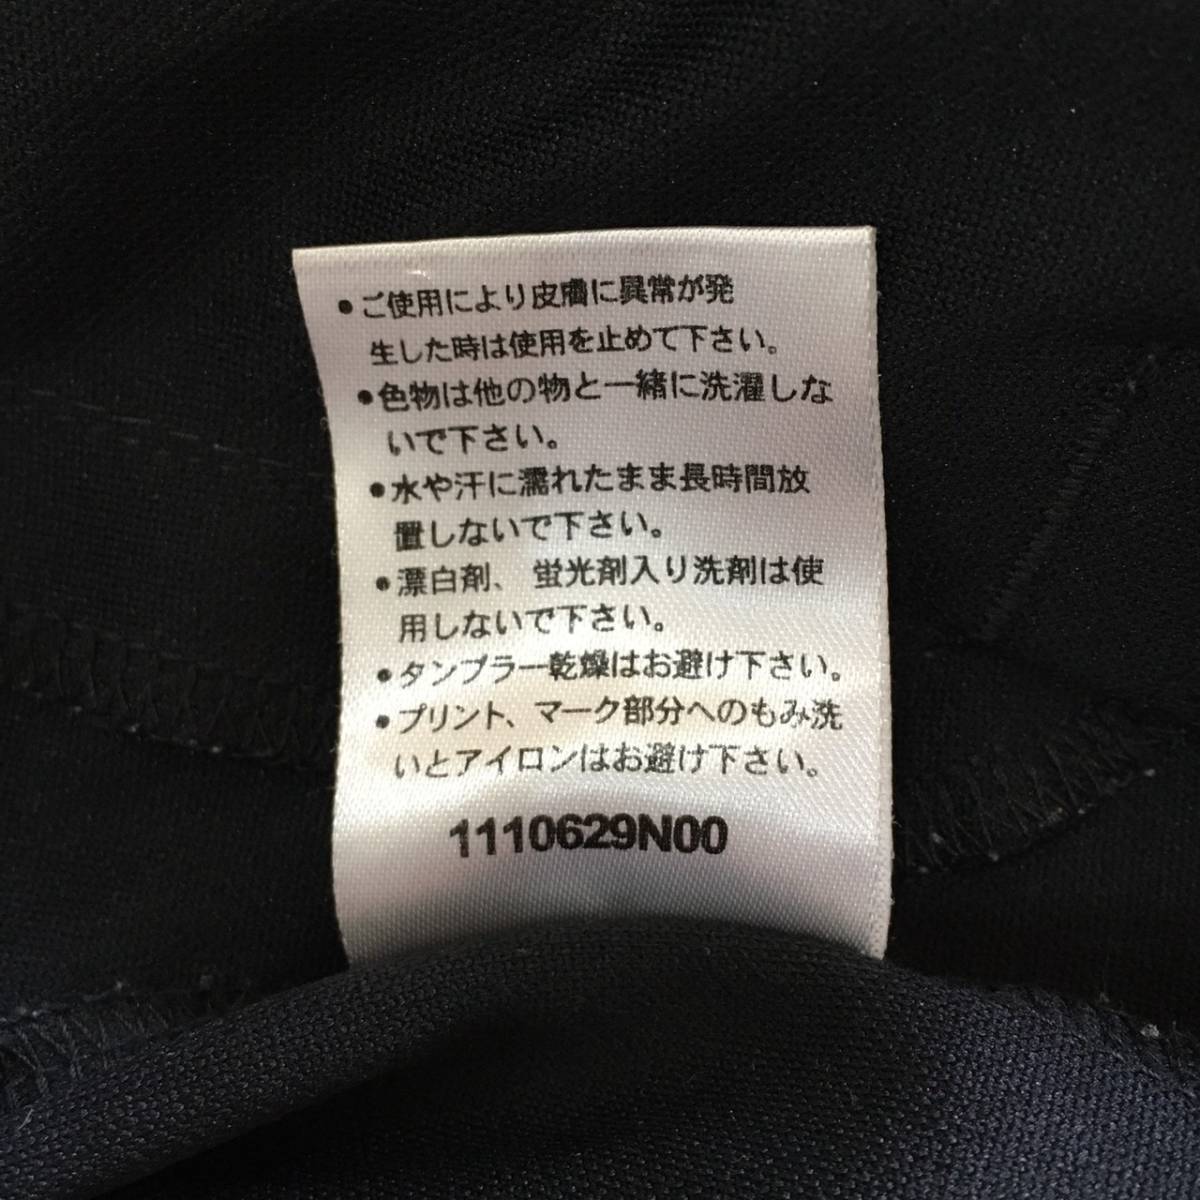 •ご使用により皮膚に異常が発
生した時は使用を止めて下さい。
•色物は他の物と一緒に洗濯しな
いで下さい。
•水や汗に濡れたまま長時間放
置しないで下さい。
•漂白剤、蛍光剤入り洗剤は使
用しないで下さい。
•タンブラー乾燥はお避け下さい。
•プリント、マーク部分へのもみ洗
いとアイロンはお避け下さい。
1110629N00